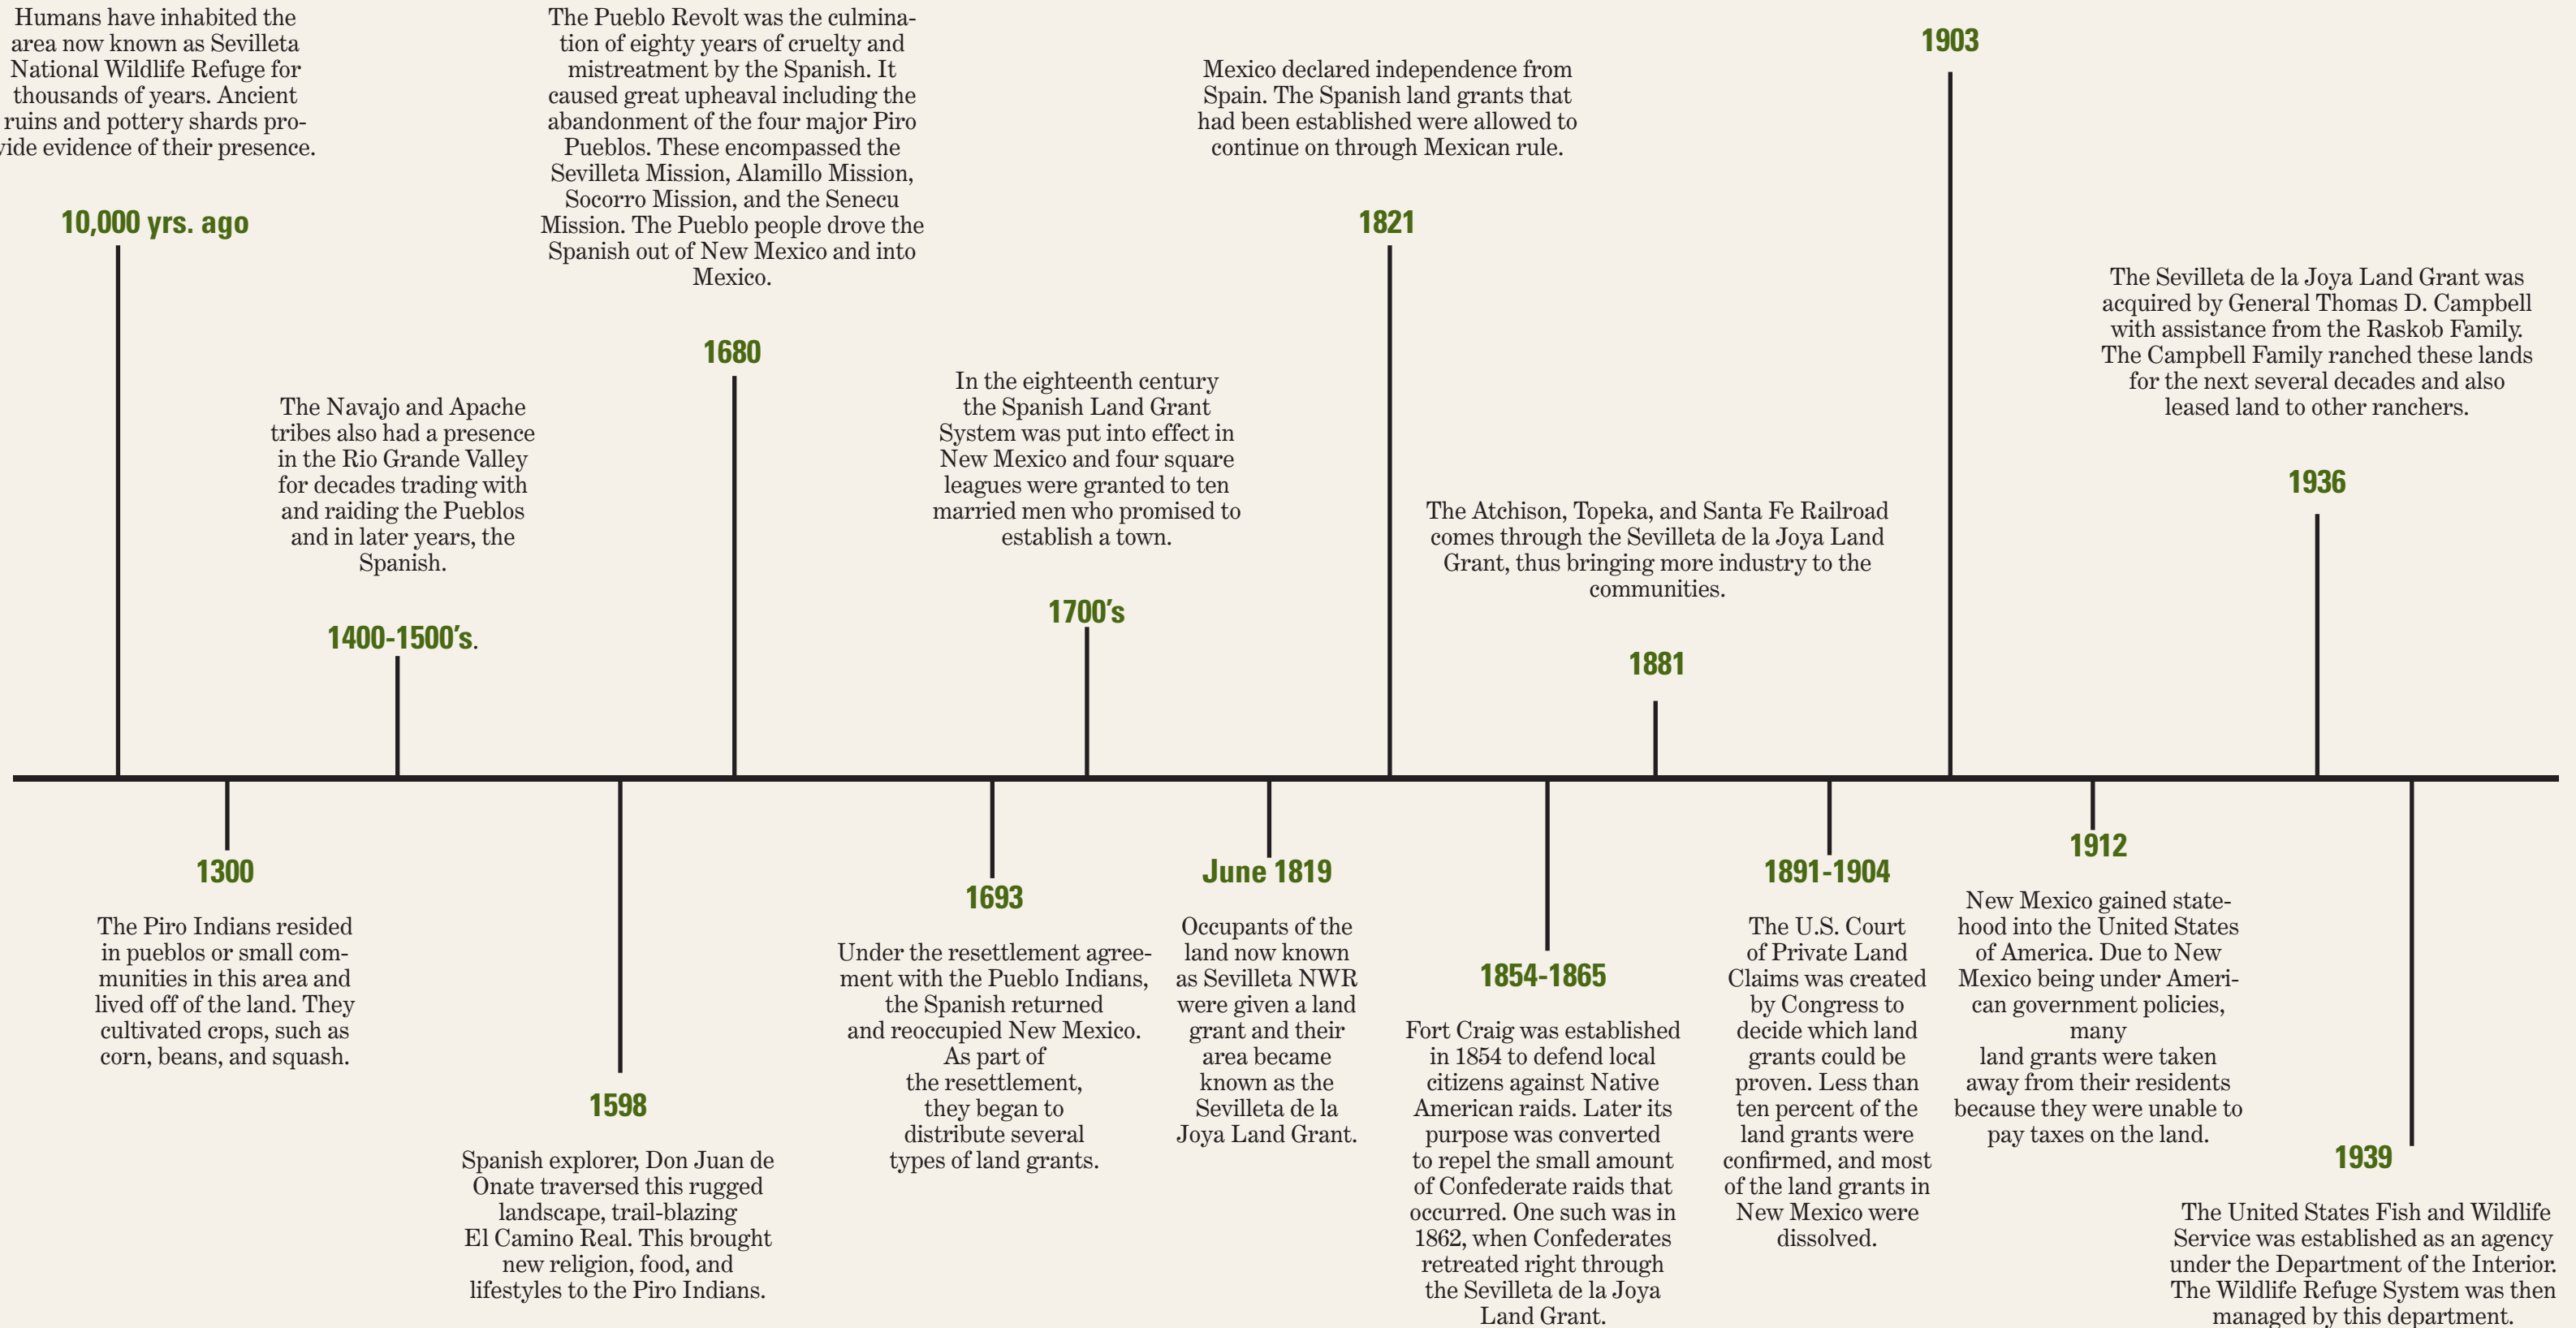 Humans have inhabited the
area now known as Sevilleta
National Wildlife Refuge for
thousands of years. Ancient
ruins and pottery shards pro-
vide evidence of their presence.
10,000 yrs. ago
1300
The Piro Indians resided
in pueblos or small com-
munities in this area and
lived off of the land. They
cultivated crops, such as
corn, beans, and squash.
The Navajo and Apache
tribes also had a presence
in the Rio Grande Valley
for decades trading with
and raiding the Pueblos
and in later years, the
Spanish.
1400-1500's.
1598
Spanish explorer, Don Juan de
Onate traversed this rugged
landscape, trail-blazing
El Camino Real. This brought
new religion, food, and
lifestyles to the Piro Indians.
The Pueblo Revolt was the culmina-
tion of eighty years of cruelty and
mistreatment by the Spanish. It
caused great upheaval including the
abandonment of the four major Piro
Pueblos. These encompassed the
Sevilleta Mission, Alamillo Mission,
Socorro Mission, and the Senecu
Mission. The Pueblo people drove the
Spanish out of New Mexico and into
Mexico.
1680
1693
Under the resettlement agree-
ment with the Pueblo Indians,
the Spanish returned
and reoccupied New Mexico.
As part of
the resettlement,
they began to
distribute several
types of land grants.
In the eighteenth century
the Spanish Land Grant
System was put into effect in
New Mexico and four square
leagues were granted to ten
married men who promised to
establish a town.
1700's
June 1819
Occupants of the
land now known
as Sevilleta NWR
were given a land
grant and their
area became
known as the
Sevilleta de la
Joya Land Grant.
Mexico declared independence from
Spain. The Spanish land grants that
had been established were allowed to
continue on through Mexican rule.
1821
1854-1865
Fort Craig was established
in 1854 to defend local
citizens against Native
American raids. Later its
purpose was converted
to repel the small amount
of Confederate raids that
occurred. One such was in
1862, when Confederates
retreated right through
the Sevilleta de la Joya
Land Grant.
The Atchison, Topeka, and Santa Fe Railroad
comes through the Sevilleta de la Joya Land
Grant, thus bringing more industry to the
communities.
1881
1891-1904
The U.S. Court
of Private Land
Claims was created
by Congress to
decide which land
grants could be
proven. Less than
ten percent of the
land grants were
confirmed, and most
of the land grants in
New Mexico were
dissolved.
1903
1912
New Mexico gained state-
hood into the United States
of America. Due to New
Mexico being under Ameri-
can government policies,
many
land grants were taken
away from their residents
because they were unable to
pay taxes on the land.
The Sevilleta de la Joya Land Grant was
acquired by General Thomas D. Campbell
with assistance from the Raskob Family.
The Campbell Family ranched these lands
for the next several decades and also
leased land to other ranchers.
1936
1939
The United States Fish and Wildlife
Service was established as an agency
under the Department of the Interior.
The Wildlife Refuge System was then
managed by this department.